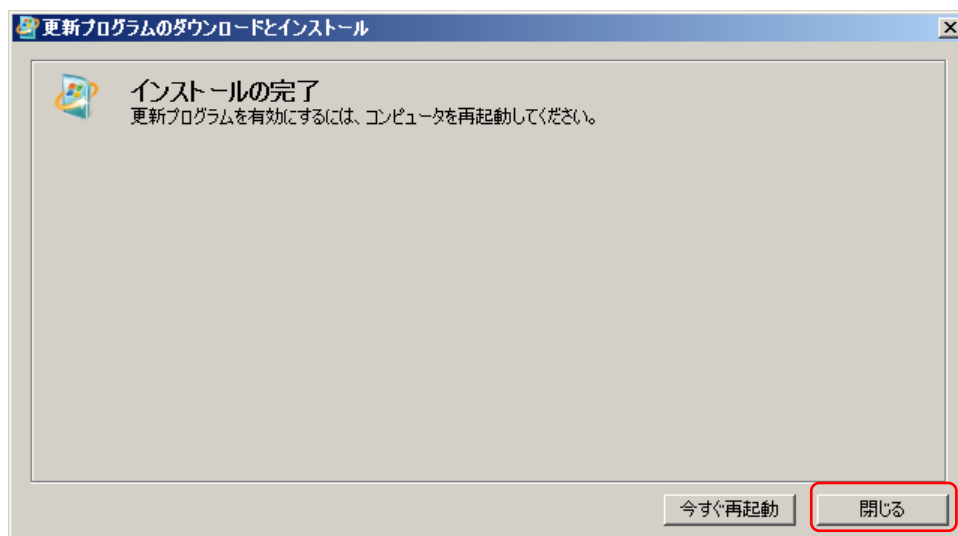 更新プログラムのダウンロードとインストール
インストールの完了
更新プログラムを有効にするには、コンピュータを再起動してください。
今すぐ再起動
閉じる